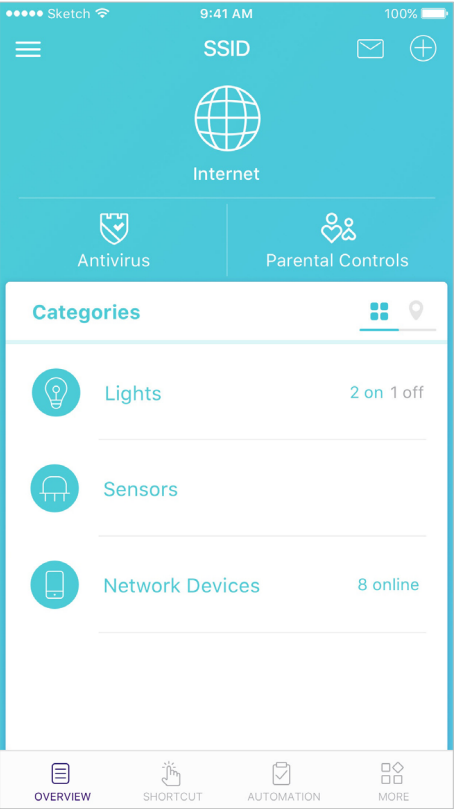 Sketch 9:41 AM 100%
SSID
Internet
Antivirus Parental Controls
Categories
Lights 2 on 1 off
Sensors
Network Devices 8 online
OVERVIEW SHORTCUT AUTOMATION MORE